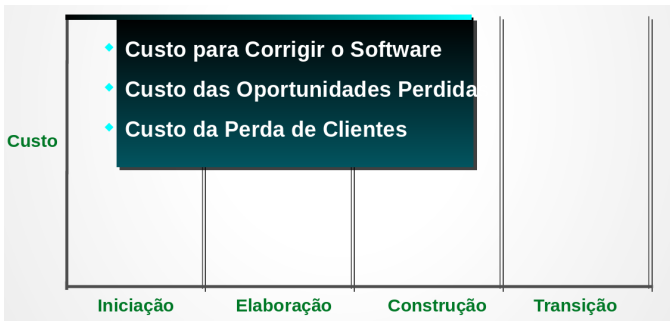 Custo para Corrigir o Software
Custo das Oportunidades Perdida
Custo da Perda de Clientes
Custo
Iniciação Elaboração Construção Transição